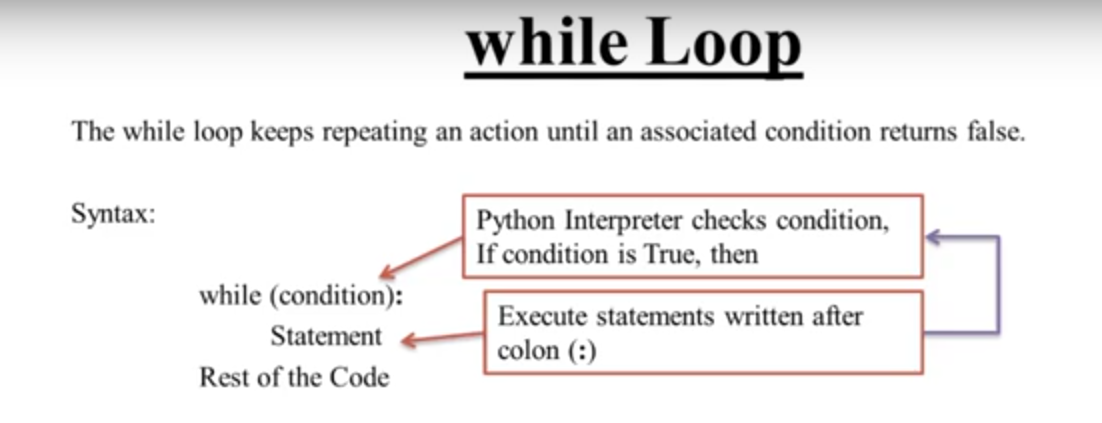 while Loop
The while loop keeps repeating an action until an associated condition returns false.
Syntax:
Python Interpreter checks condition,
If condition is True, then
while (condition):
Execute statements written after
colon (:)
Statement
Rest of the Code